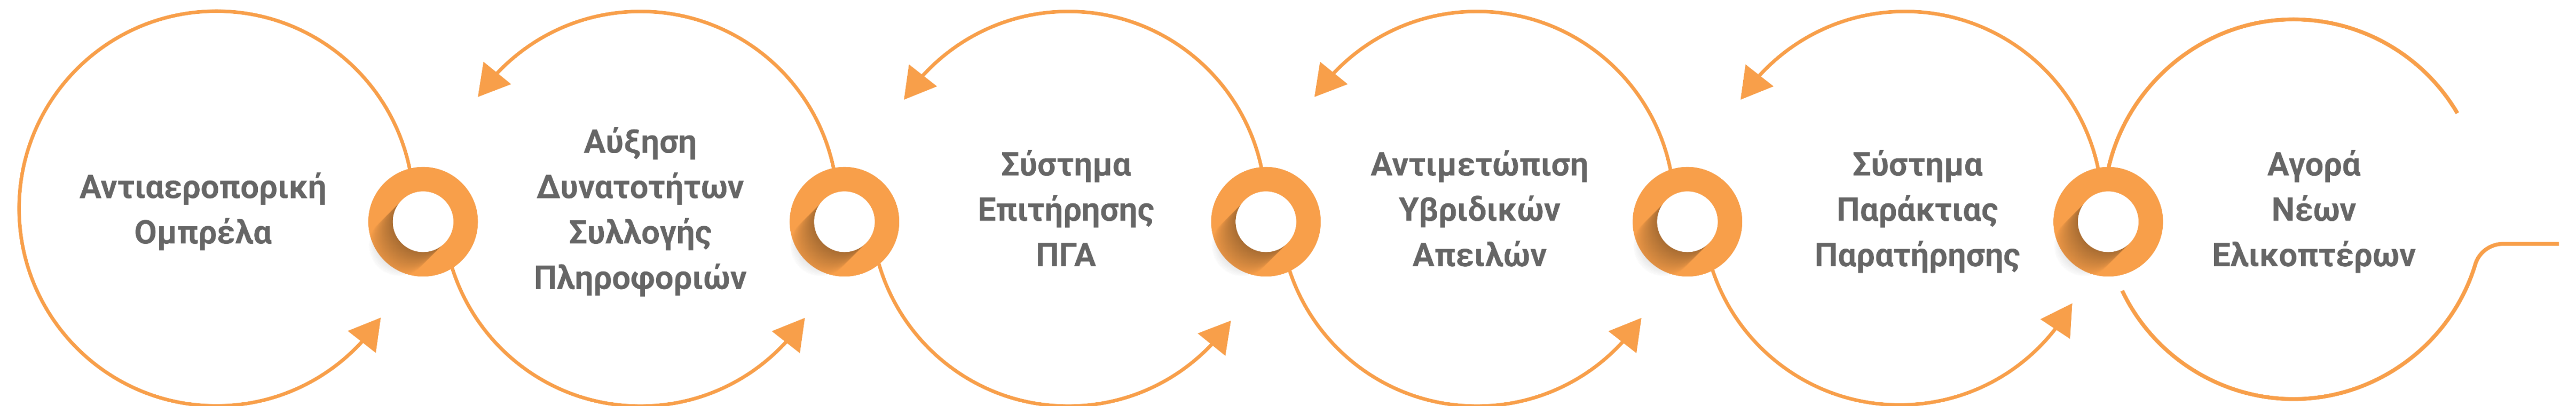 Αντιαεροπορική
Ομπρέλα
Αύξηση
Δυνατοτήτων
Συλλογής
Πληροφοριών
Σύστημα
Επιτήρησης
ΠΓΑ
Αντιμετώπιση
Υβριδικών
Απειλών
Σύστημα
Παράκτιας
Παρατήρησης
Αγορά
Νέων
Ελικοπτέρων